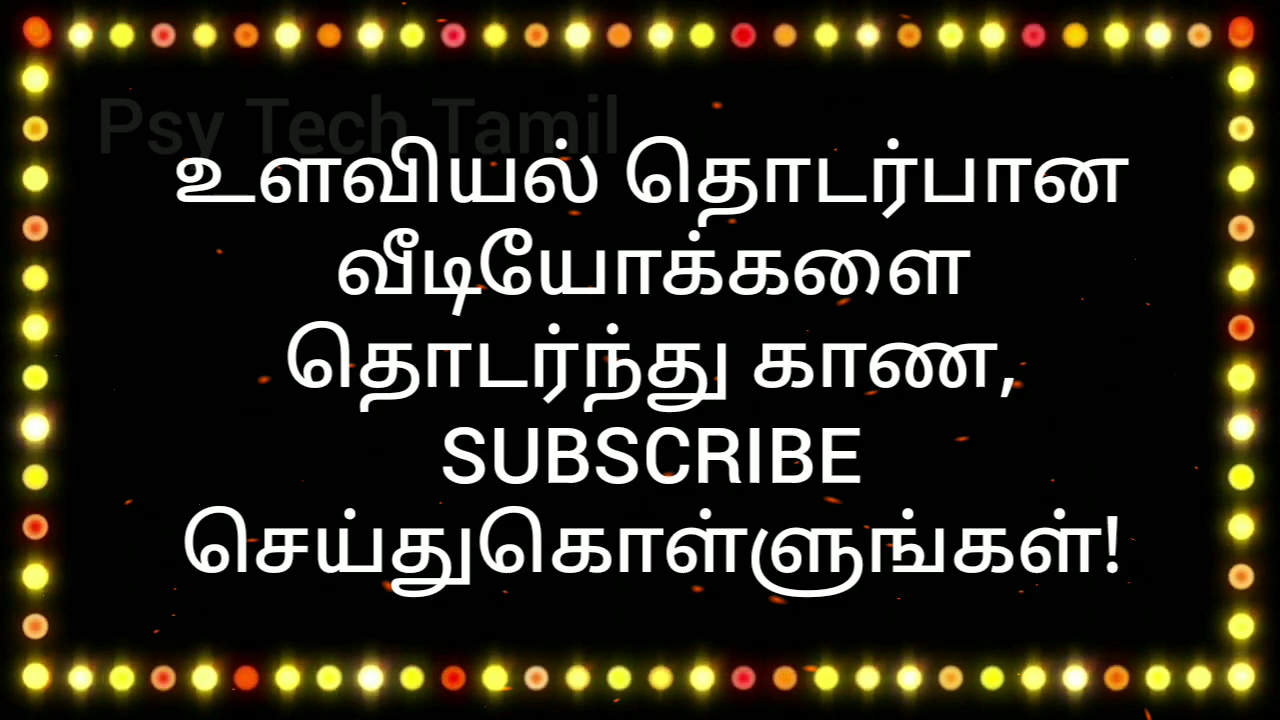 Psy Tech Tamil
உளவியல் தொடர்பான
வீடியோக்களை
தொடர்ந்து காண,
SUBSCRIBE
செய்துகொள்ளுங்கள்!